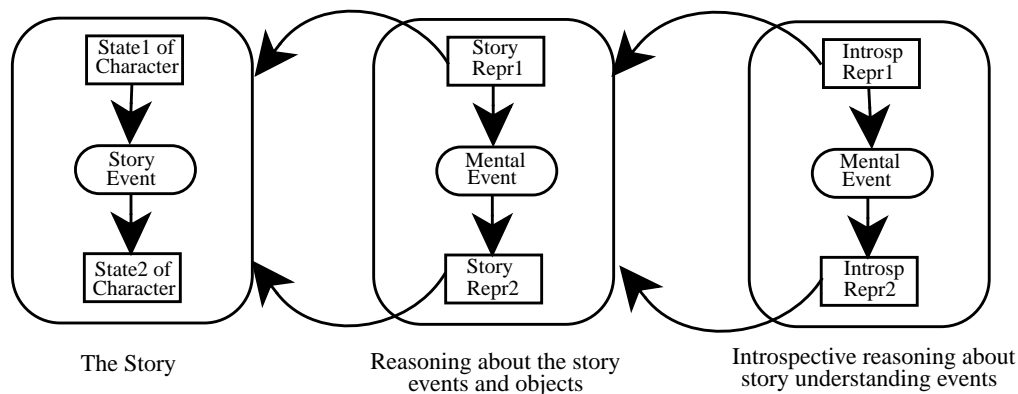 State1 of
Character
Story
Event
State2 of
Character
The Story
Story
Repr1
Mental
Event
Story
Repr2
Reasoning about the story
events and objects
Introsp
Repr1
Mental
Event
Introsp
Repr2
Introspective reasoning about
story understanding events